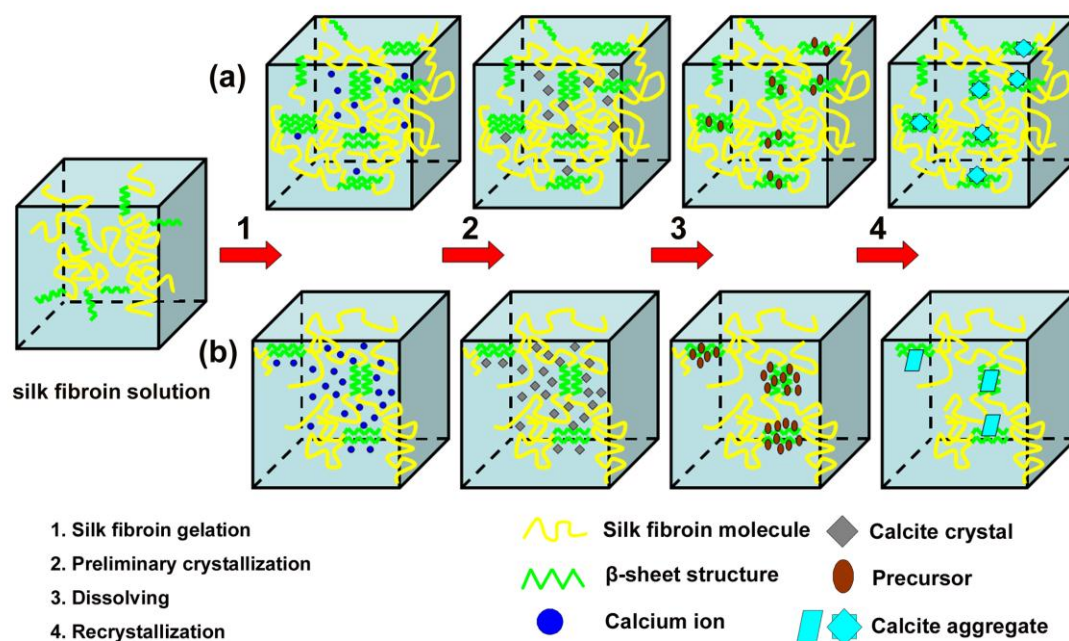 (a)
1
2
3
4
(b)
silk fibroin solution
1. Silk fibroin gelation
2. Preliminary crystallization
3. Dissolving
4. Recrystallization
Silk fibroin molecule
β-sheet structure
Calcium ion
Calcite crystal
Precursor
Calcite aggregate